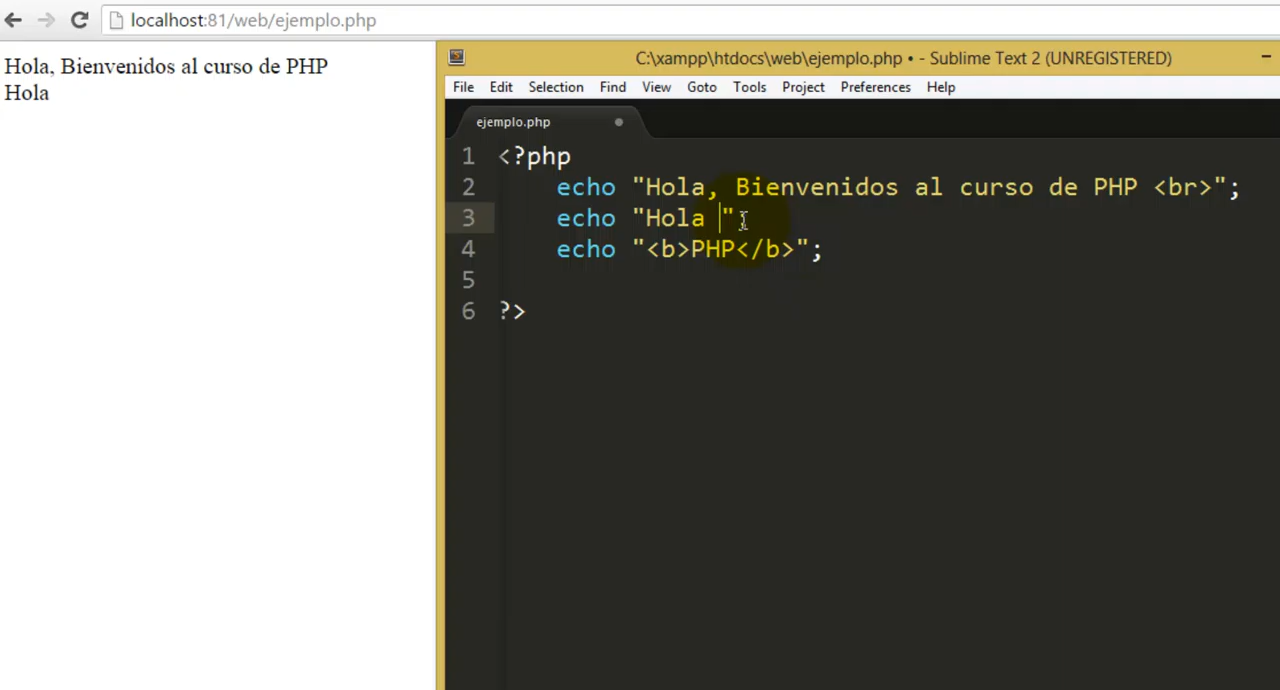 localhost:81/web/ejemplo.php
Hola, Bienvenidos al curso de PHP
Hola
C:\xampp\htdocs\web\ejemplo.php • - Sublime Text 2 (UNREGISTERED)
File Edit Selection Find View Goto Tools Project Preferences Help
ejemplo.php
1 <?php
2 echo "Hola, Bienvenidos al curso de PHP <br>";
3 echo "Hola ";
4 echo "<b>PHP</b>";
5
6 ?>